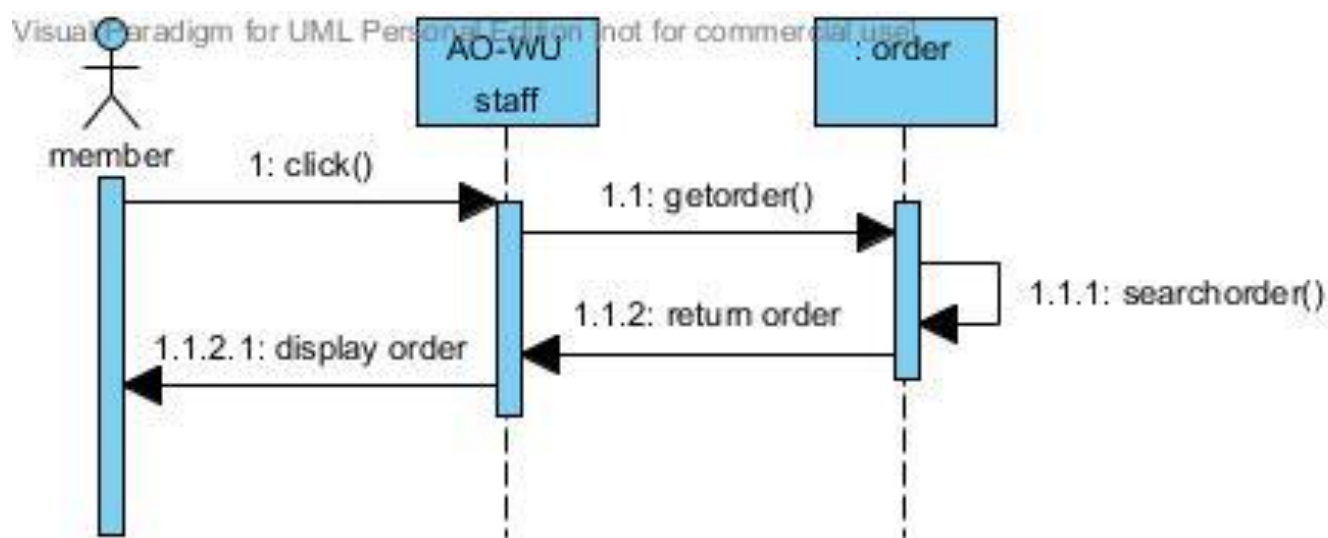 Visual Paradigm for UML Personal Edition [not for commercial use]
AO-WU
staff
: order
member
1: click()
1.1: getorder()
1.1.1: searchorder()
1.1.2: return order
1.1.2.1: display order